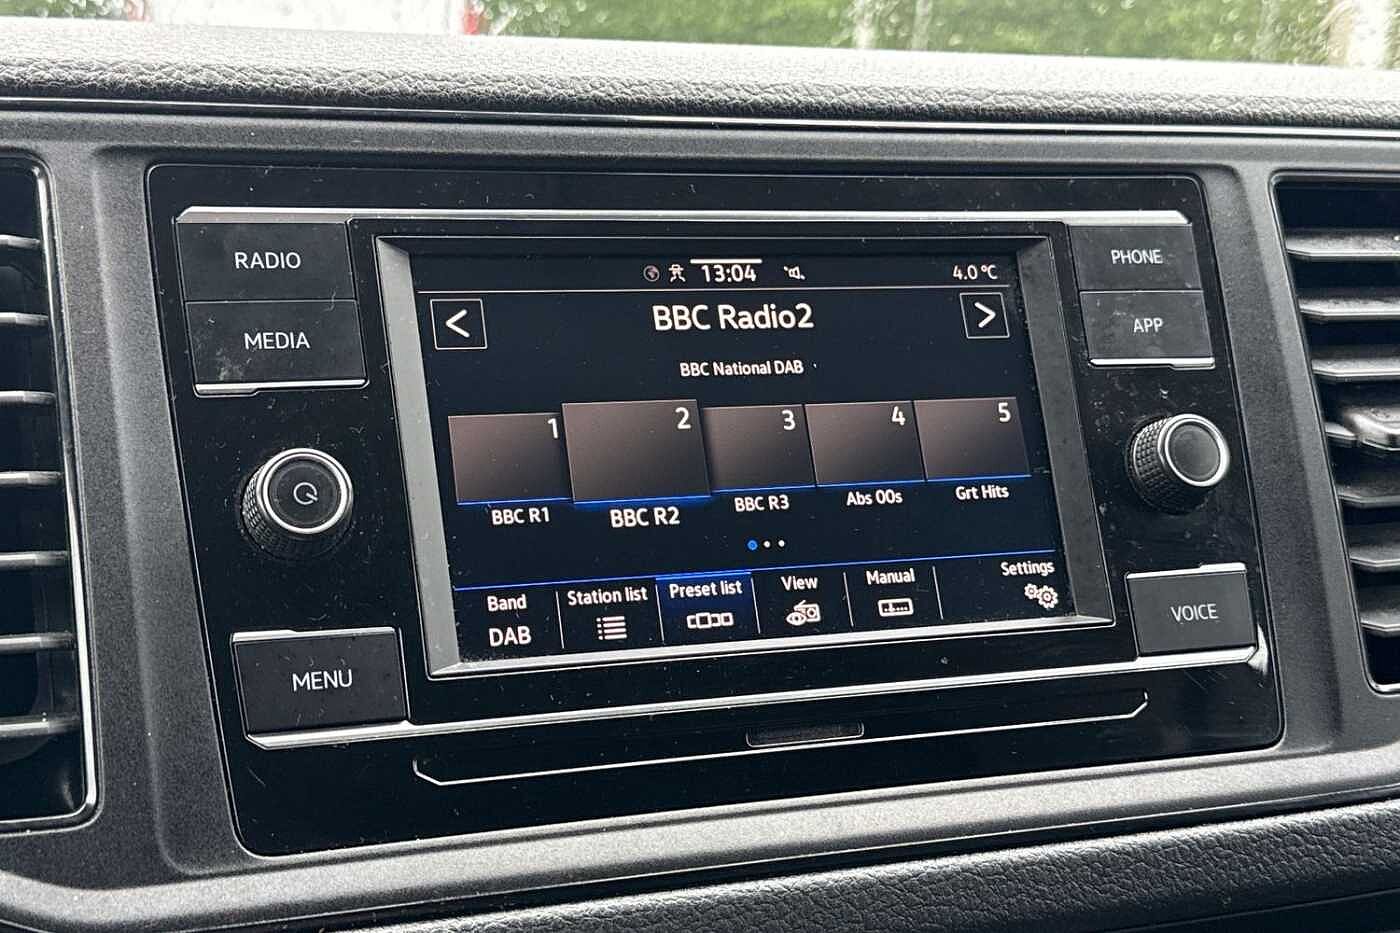 RADIO
MEDIA
MENU
13:04
4.0 °C
<
BBC Radio2
>
BBC National DAB
1
2
3
4
5
BBC R1
BBC R2
BBC R3
Abs 00s
Grt Hits
Band
DAB
Station list
Preset list
View
Manual
Settings
PHONE
APP
VOICE